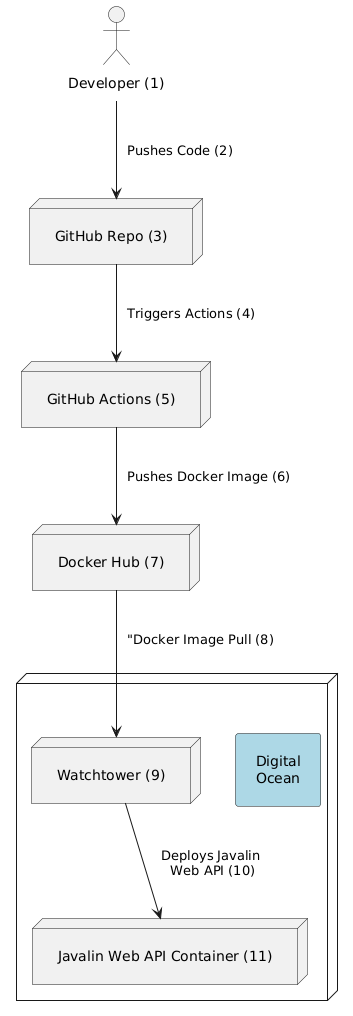 Developer (1)
Pushes Code (2)
GitHub Repo (3)
Triggers Actions (4)
GitHub Actions (5)
Pushes Docker Image (6)
Docker Hub (7)
"Docker Image Pull (8)
Watchtower (9)
Digital
Ocean
Deploys Javalin
Web API (10)
Javalin Web API Container (11)